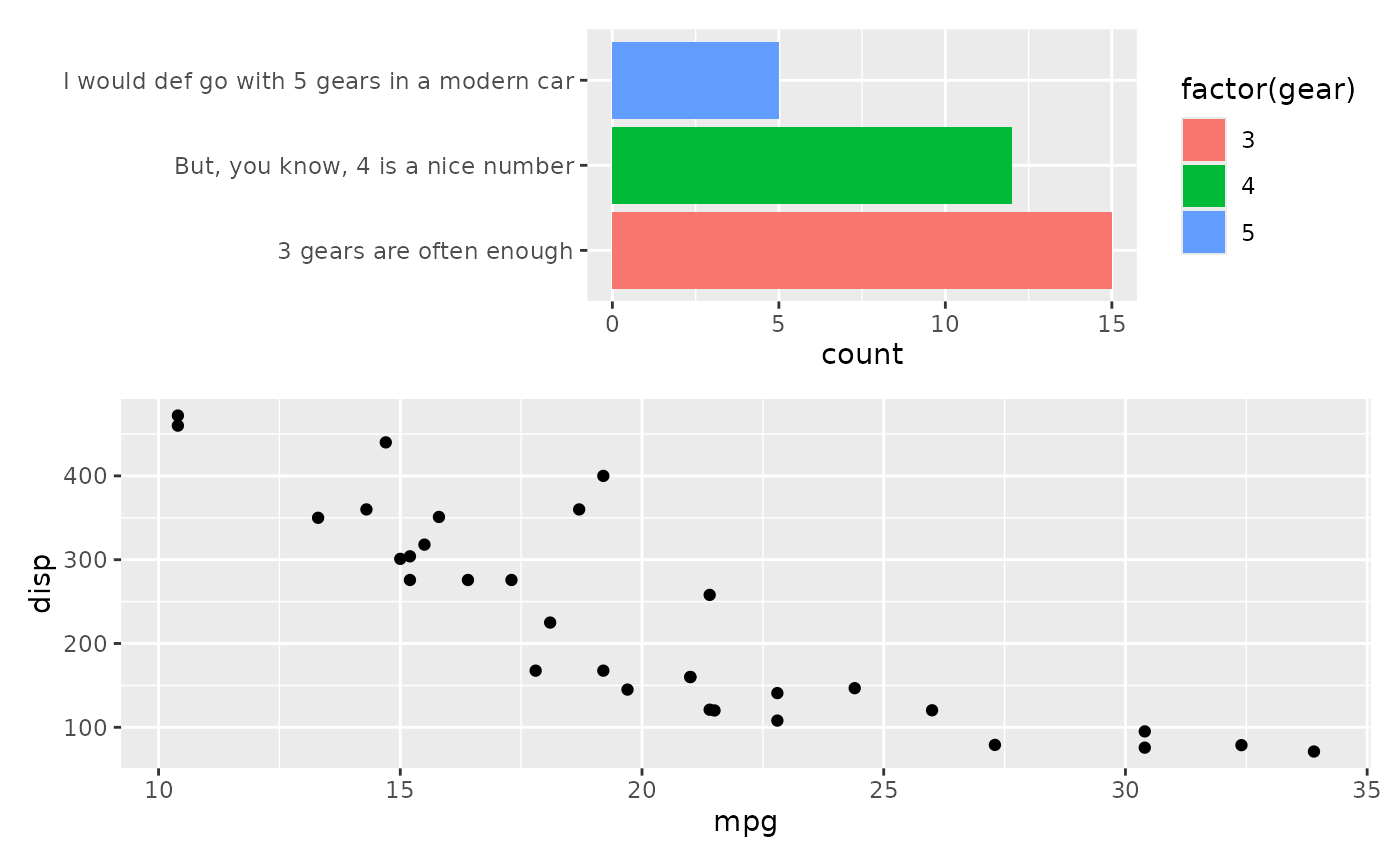 I would def go with 5 gears in a modern car
But, you know, 4 is a nice number
3 gears are often enough
0 5 10 15
count
factor(gear)
3
4
5
400
300
200
100
disp
10 15 20 25 30 35
mpg